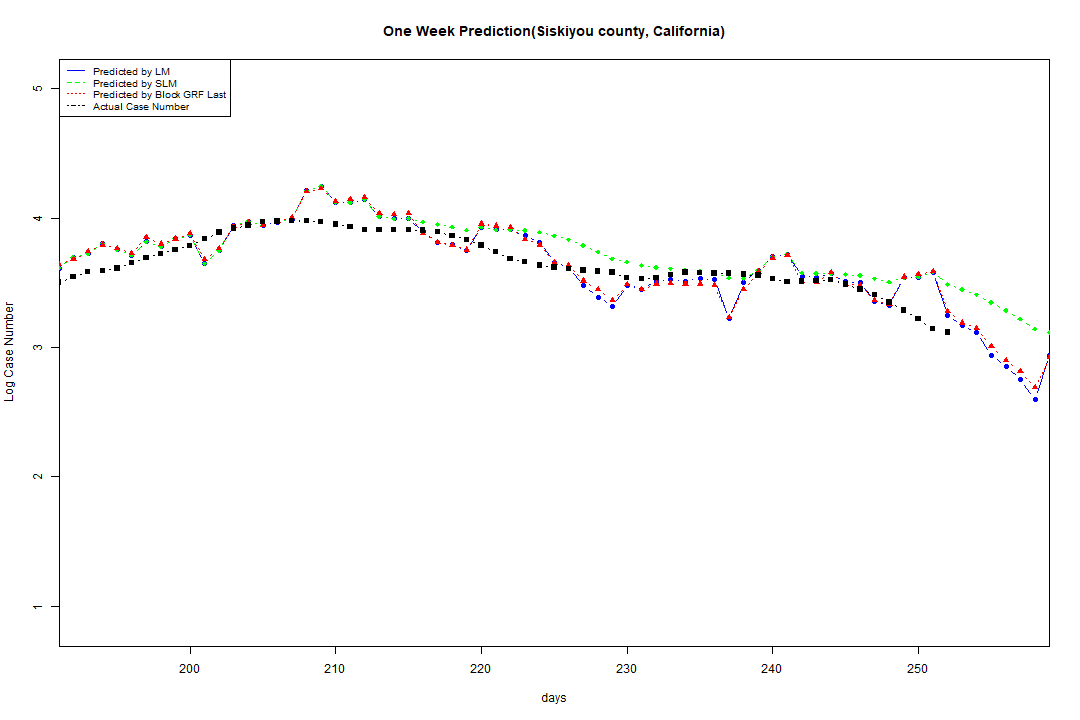 One Week Prediction(Siskiyou county, California)
Predicted by LM
Predicted by SLM
Predicted by Block GRF Last
Actual Case Number
5
4
3
2
1
Log Case Number
200
210
220
230
240
250
days